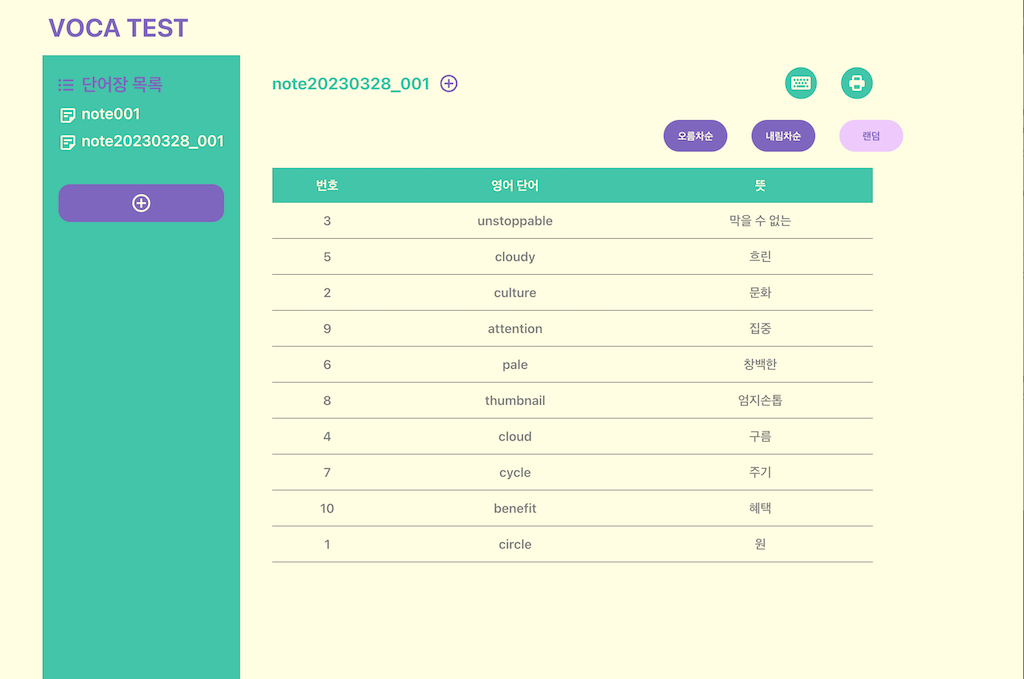 VOCA TEST
단어장 목록
note001
note20230328_001
note20230328_001
오름차순 내림차순 랜덤
번호 영어 단어 뜻
3 unstoppable 막을 수 없는
5 cloudy 흐린
2 culture 문화
9 attention 집중
6 pale 창백한
8 thumbnail 엄지손톱
4 cloud 구름
7 cycle 주기
10 benefit 혜택
1 circle 원